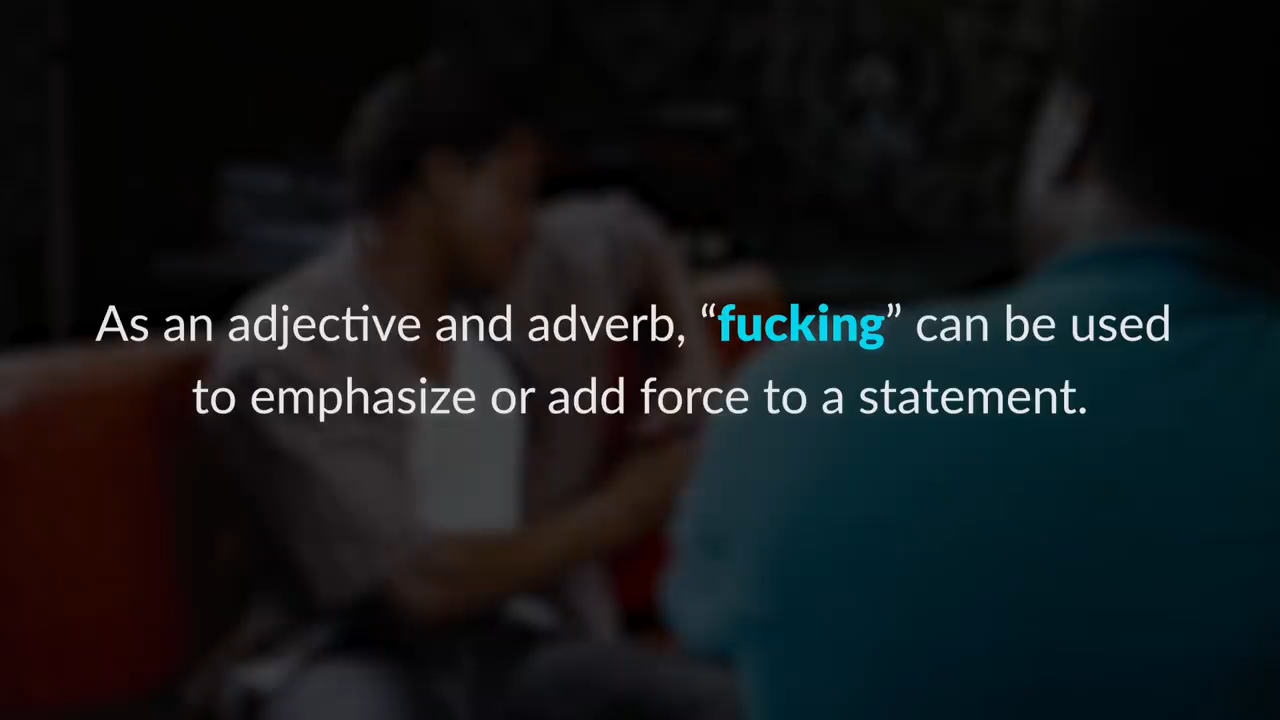 As an adjective and adverb, “fucking” can be used
to emphasize or add force to a statement.